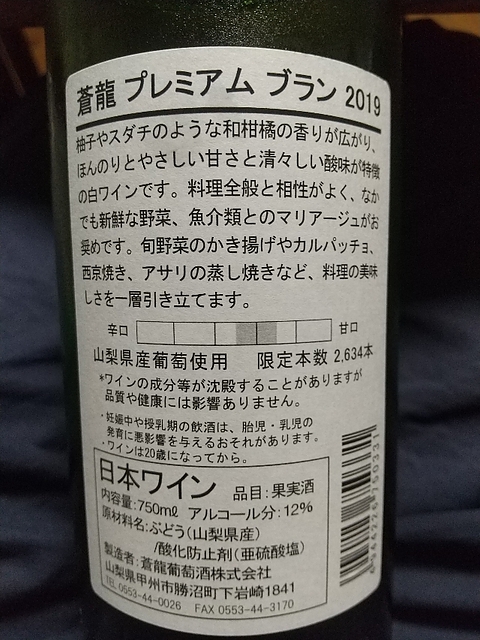 蒼龍 プレミアム ブラン 2019
柚子やスダチのような和柑橘の香りが広がり、
ほんのりとやさしい甘さと清々しい酸味が特徴
の白ワインです。料理全般と相性がよく、なか
でも新鮮な野菜、魚介類とのマリアージュがお
奨めです。旬野菜のかき揚げやカルパッチョ、
西京焼き、アサリの蒸し焼きなど、料理の美味
しさを一層引き立てます。
辛口 甘口
山梨県産葡萄使用 限定本数 2,634本
*ワインの成分等が沈殿することがありますが
品質や健康には影響ありません。
・妊娠中や授乳期の飲酒は、胎児・乳児の
発育に悪影響を与えるおそれがあります。
・ワインは20歳になってから。
日本ワイン 品目:果実酒
内容量:750mℓ アルコール分:12%
原材料名:ぶどう(山梨県産)
/酸化防止剤(亜硫酸塩)
製造者:蒼龍葡萄酒株式会社
山梨県甲州市勝沼町下岩崎1841
TEL 0553-44-0026 FAX 0553-44-3170